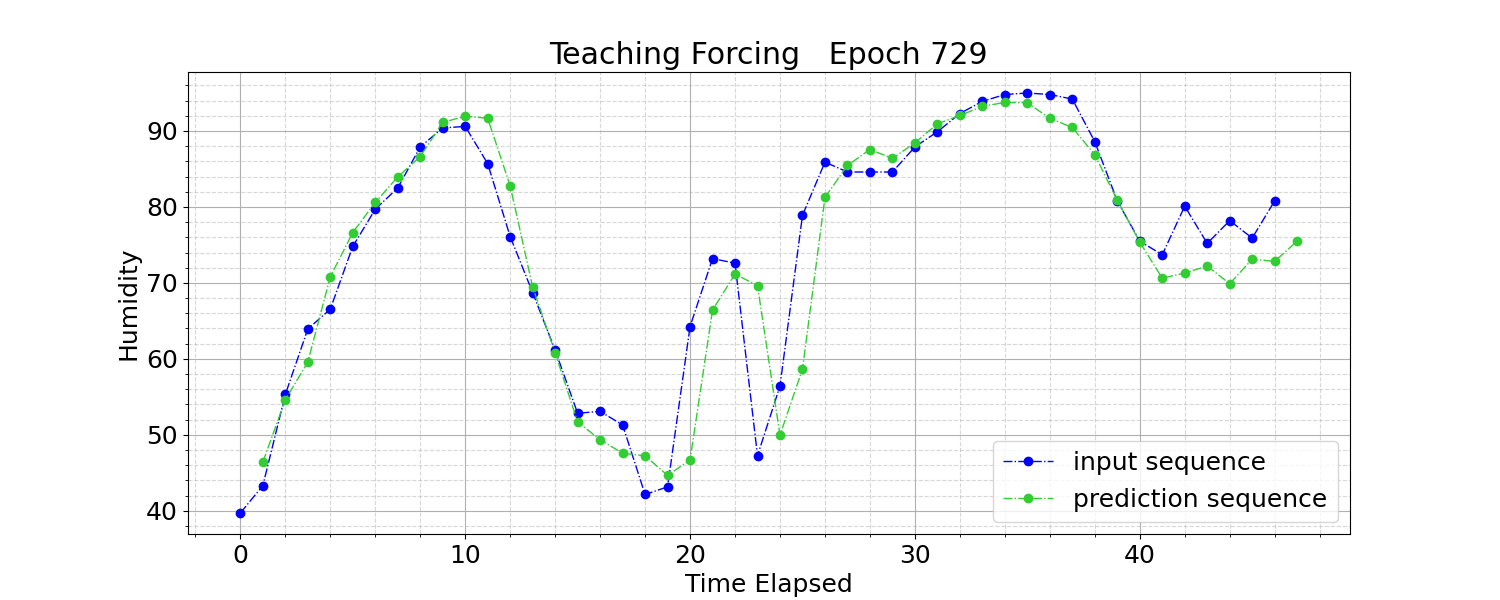 Teaching Forcing   Epoch 729
Humidity
90
80
70
60
50
40
input sequence
prediction sequence
0 10 20 30 40
Time Elapsed